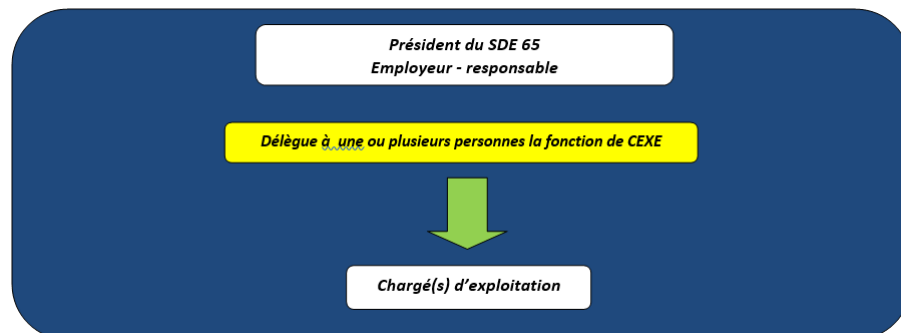 Président du SDE 65
Employeur - responsable
Délègue à une ou plusieurs personnes la fonction de CEXE
Chargé(s) d'exploitation